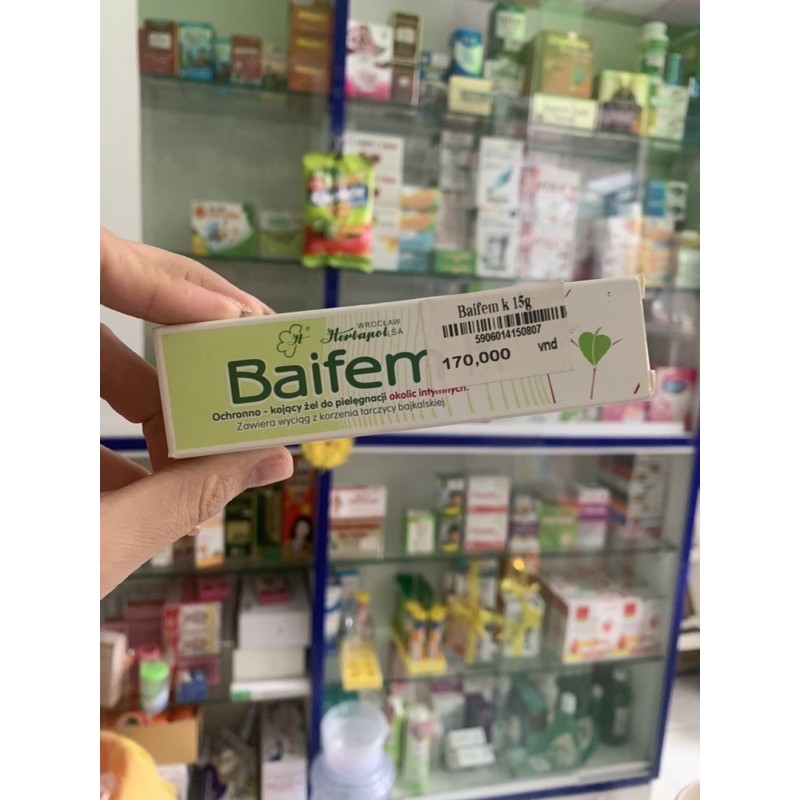 WROCŁAW
Herbapol SA
Baifem
Ochronno - kojący żel do pielęgnacji okolic intymnych.
Zawiera wyciąg z korzenia tarczycy bajkalskiej.
Baifem k 15g
5906014150807
170,000 vnd